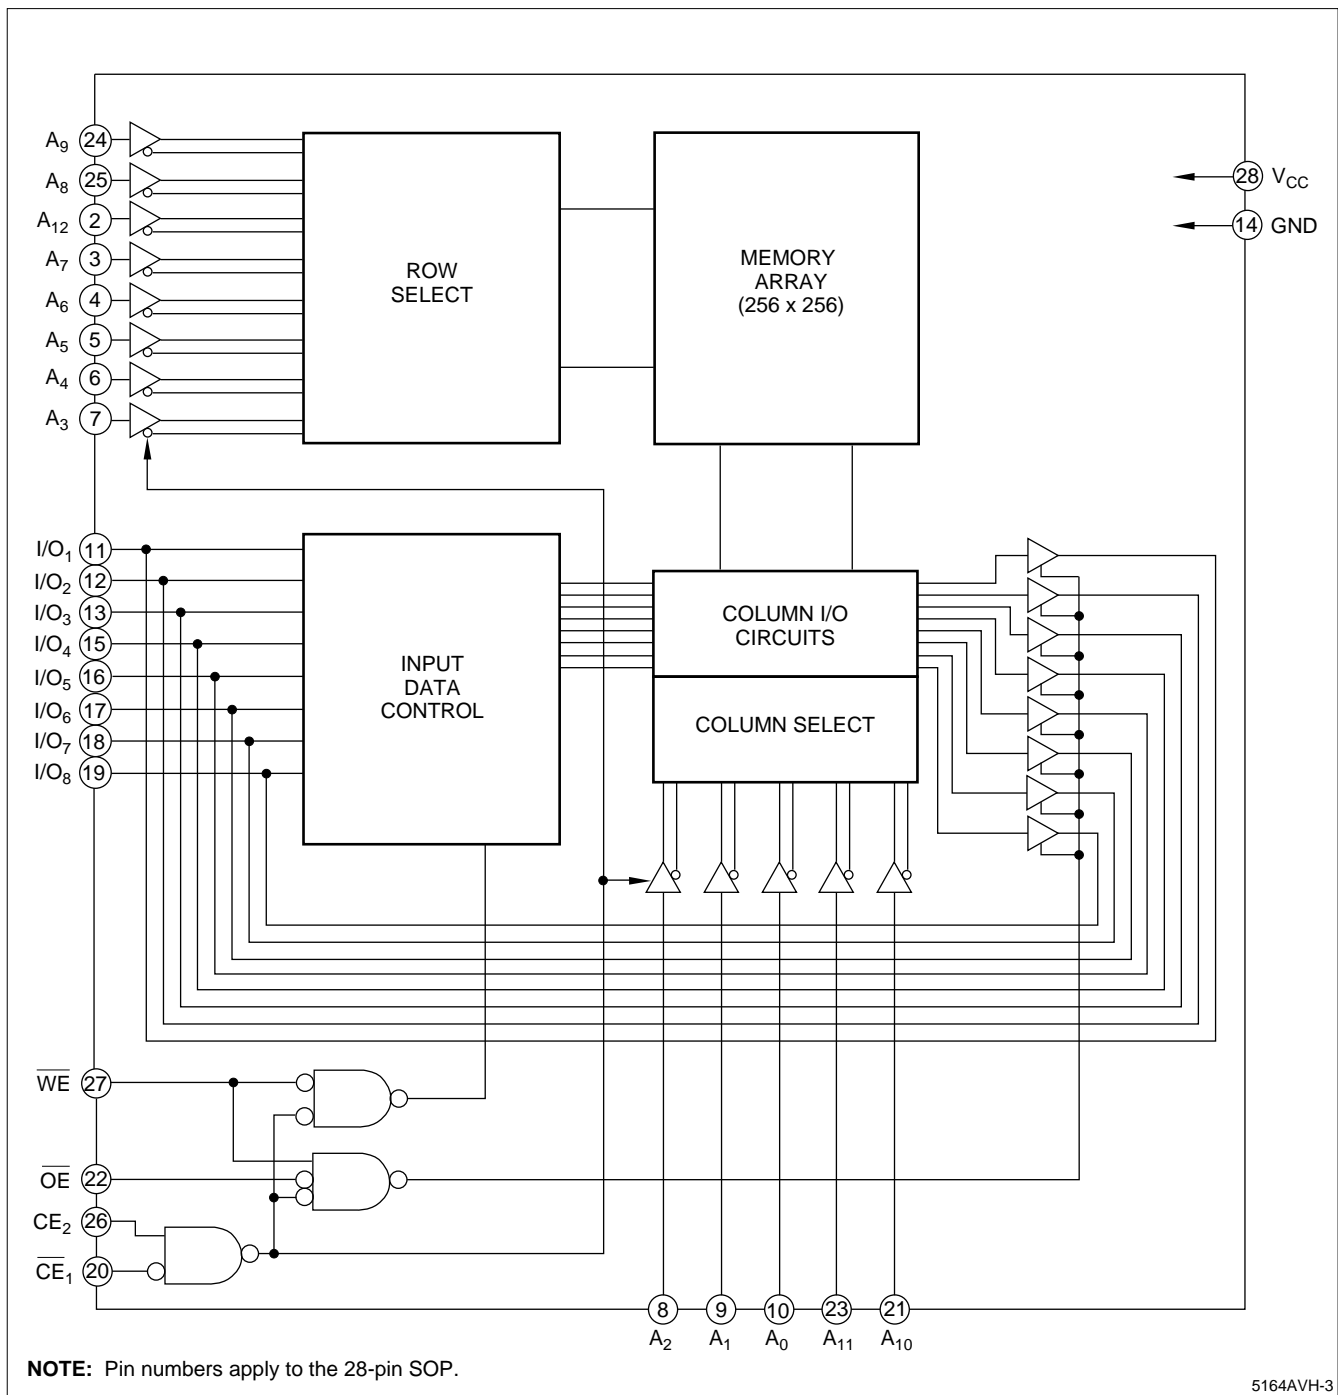 A9 24
A8 25
A12 2
A7 3
A6 4
A5 5
A4 6
A3 7
ROW
SELECT
MEMORY
ARRAY
(256 x 256)
28 VCC
14 GND
I/O1 11
I/O2 12
I/O3 13
I/O4 15
I/O5 16
I/O6 17
I/O7 18
I/O8 19
INPUT
DATA
CONTROL
COLUMN I/O
CIRCUITS
COLUMN SELECT
W̅E̅ 27
O̅E̅ 22
CE2 26
C̅E̅1 20
8 9 10 23 21
A2 A1 A0 A11 A10
NOTE: Pin numbers apply to the 28-pin SOP.
5164AVH-3